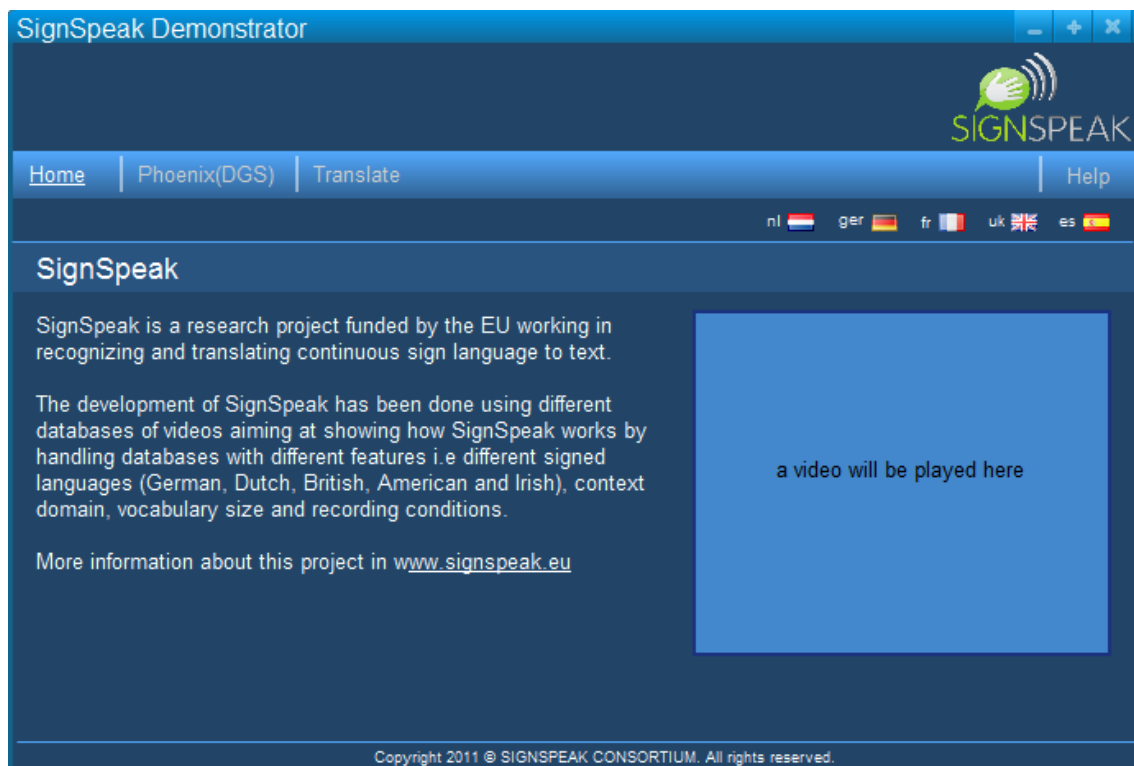 SignSpeak Demonstrator
SIGNSPEAK
Home Phoenix(DGS) Translate Help
nl ger fr uk es
SignSpeak
SignSpeak is a research project funded by the EU working in
recognizing and translating continuous sign language to text.
The development of SignSpeak has been done using different
databases of videos aiming at showing how SignSpeak works by
handling databases with different features i.e different signed
languages (German, Dutch, British, American and Irish), context
domain, vocabulary size and recording conditions.
More information about this project in www.signspeak.eu
a video will be played here
Copyright 2011 © SIGNSPEAK CONSORTIUM. All rights reserved.